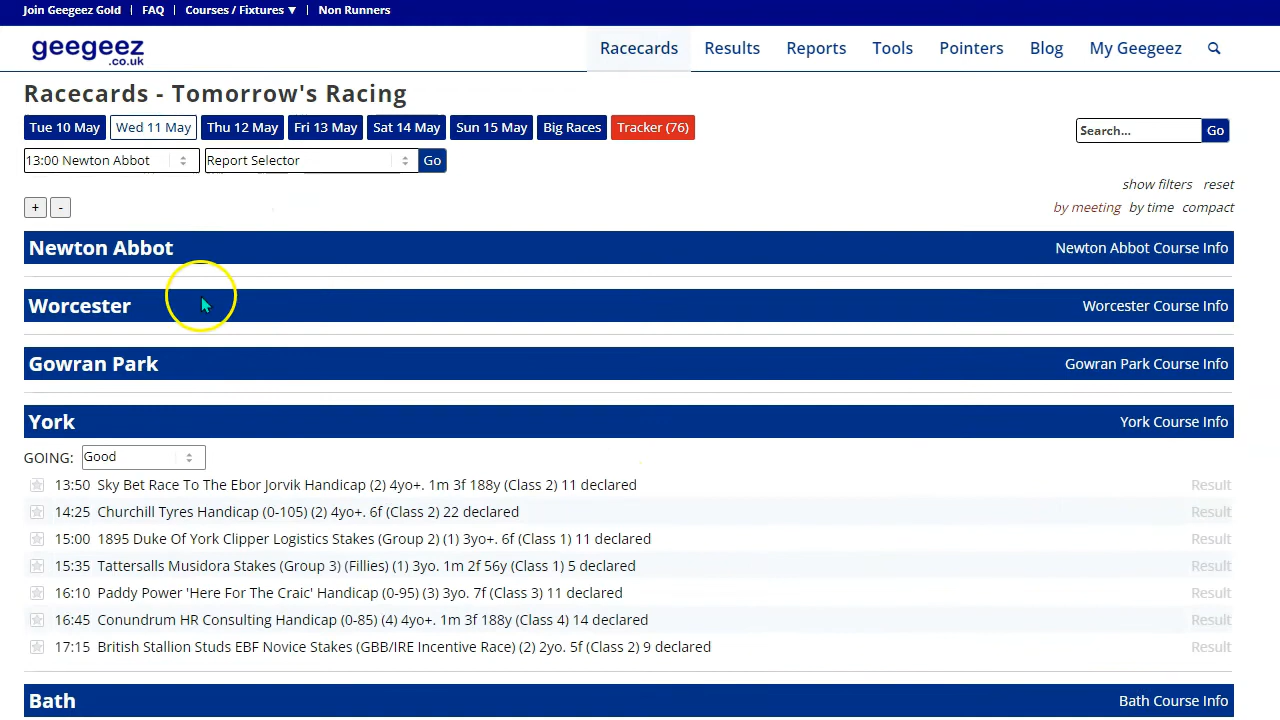 Join Geegeez Gold | FAQ | Courses / Fixtures ▼ | Non Runners
geegeez .co.uk
Racecards Results Reports Tools Pointers Blog My Geegeez
Racecards - Tomorrow's Racing
Tue 10 May Wed 11 May Thu 12 May Fri 13 May Sat 14 May Sun 15 May Big Races Tracker (76)
Search... Go
13:00 Newton Abbot Report Selector Go
show filters reset
+ - by meeting by time compact
Newton Abbot Newton Abbot Course Info
Worcester Worcester Course Info
Gowran Park Gowran Park Course Info
York York Course Info
GOING: Good
13:50 Sky Bet Race To The Ebor Jorvik Handicap (2) 4yo+. 1m 3f 188y (Class 2) 11 declared Result
14:25 Churchill Tyres Handicap (0-105) (2) 4yo+. 6f (Class 2) 22 declared Result
15:00 1895 Duke Of York Clipper Logistics Stakes (Group 2) (1) 3yo+. 6f (Class 1) 11 declared Result
15:35 Tattersalls Musidora Stakes (Group 3) (Fillies) (1) 3yo. 1m 2f 56y (Class 1) 5 declared Result
16:10 Paddy Power 'Here For The Craic' Handicap (0-95) (3) 3yo. 7f (Class 3) 11 declared Result
16:45 Conundrum HR Consulting Handicap (0-85) (4) 4yo+. 1m 3f 188y (Class 4) 14 declared Result
17:15 British Stallion Studs EBF Novice Stakes (GBB/IRE Incentive Race) (2) 2yo. 5f (Class 2) 9 declared Result
Bath Bath Course Info